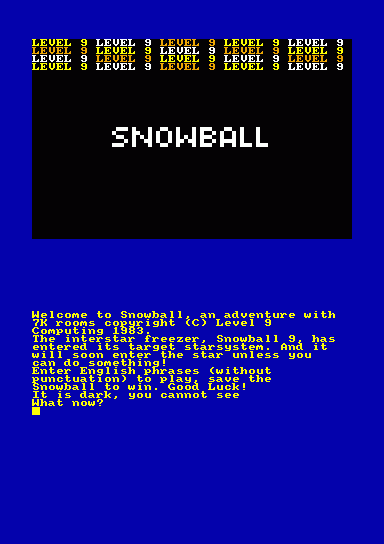 LEVEL 9 LEVEL 9 LEVEL 9 LEVEL 9 LEVEL 9
LEVEL 9 LEVEL 9 LEVEL 9 LEVEL 9 LEVEL 9
LEVEL 9 LEVEL 9 LEVEL 9 LEVEL 9 LEVEL 9
LEVEL 9 LEVEL 9 LEVEL 9 LEVEL 9 LEVEL 9
SNOWBALL
Welcome to Snowball, an adventure with
7K rooms copyright (C) Level 9
Computing 1983.
The interstar freezer, Snowball 9, has
entered its target starsystem. And it
will soon enter the star unless you
can do something!
Enter English phrases (without
punctuation) to play, save the
Snowball to win. Good Luck!
It is dark, you cannot see
What now?